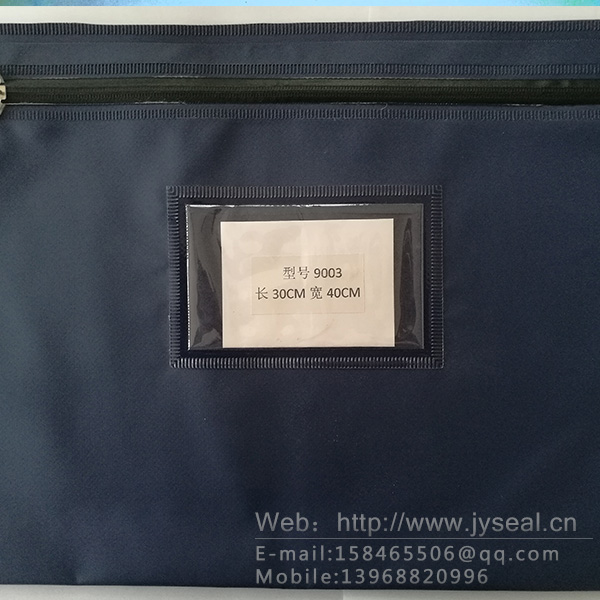 型号 9003
长 30CM 宽 40CM
Web：http://www.jyseal.cn
E-mail:158465506@qq.com
Mobile:13968820996